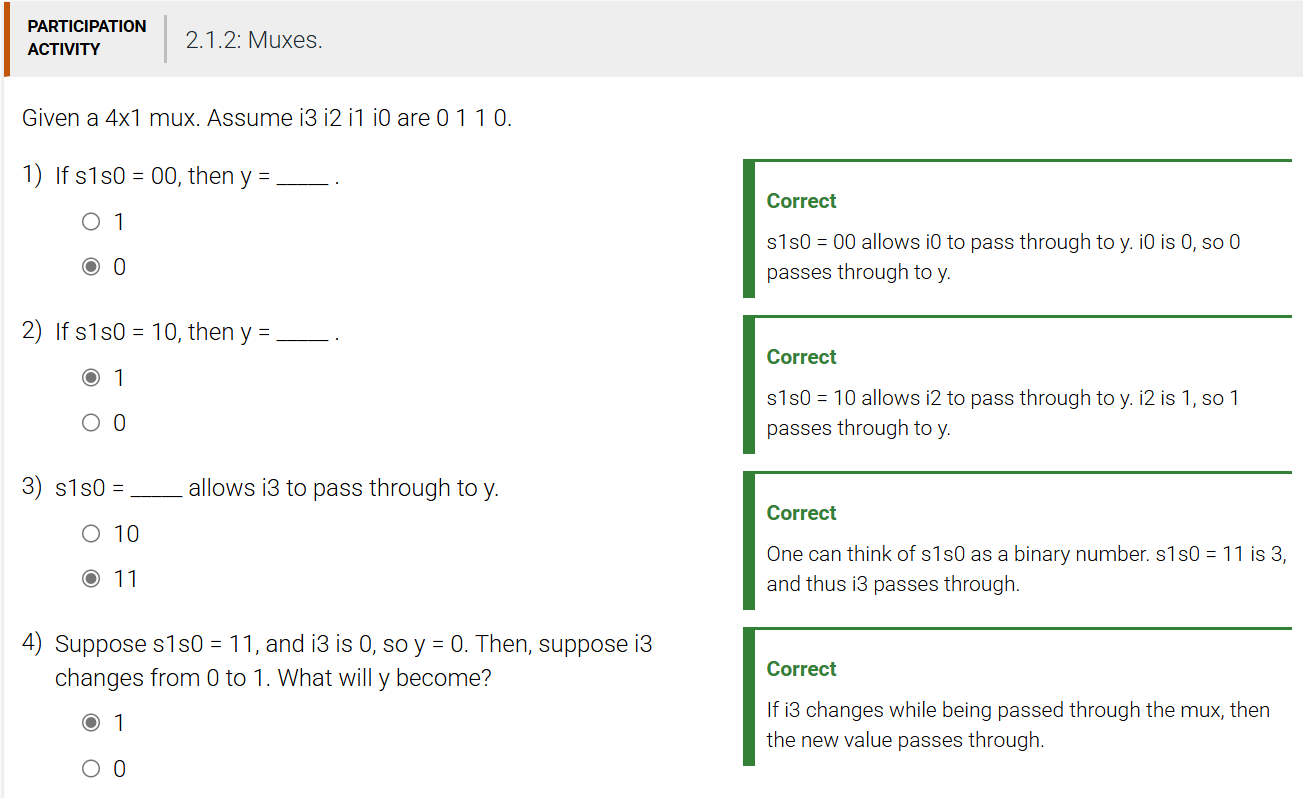 PARTICIPATION
ACTIVITY
2.1.2: Muxes.
Given a 4x1 mux. Assume i3 i2 i1 i0 are 0 1 1 0.
1) If s1s0 = 00, then y = _____ .
1
0
Correct
s1s0 = 00 allows i0 to pass through to y. i0 is 0, so 0
passes through to y.
2) If s1s0 = 10, then y = _____ .
1
0
Correct
s1s0 = 10 allows i2 to pass through to y. i2 is 1, so 1
passes through to y.
3) s1s0 = _____ allows i3 to pass through to y.
10
11
Correct
One can think of s1s0 as a binary number. s1s0 = 11 is 3,
and thus i3 passes through.
4) Suppose s1s0 = 11, and i3 is 0, so y = 0. Then, suppose i3
changes from 0 to 1. What will y become?
1
0
Correct
If i3 changes while being passed through the mux, then
the new value passes through.